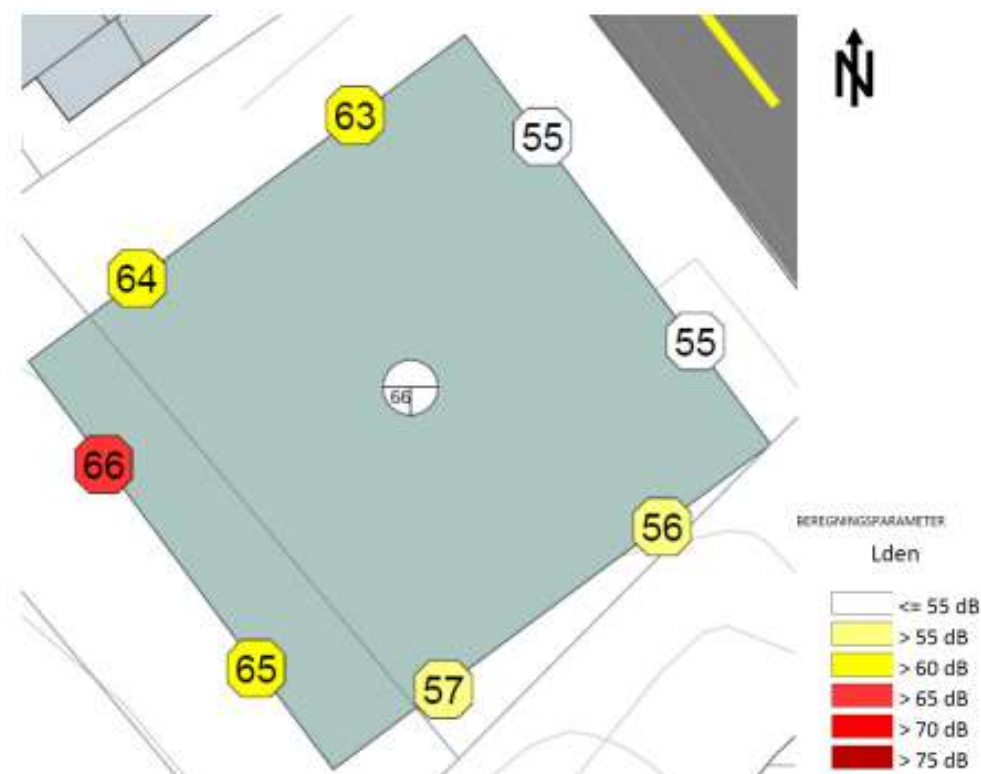 N
63
55
64
55
66
66
56
65
57
BEREGNINGSPARAMETER
Lden
<= 55 dB
> 55 dB
> 60 dB
> 65 dB
> 70 dB
> 75 dB